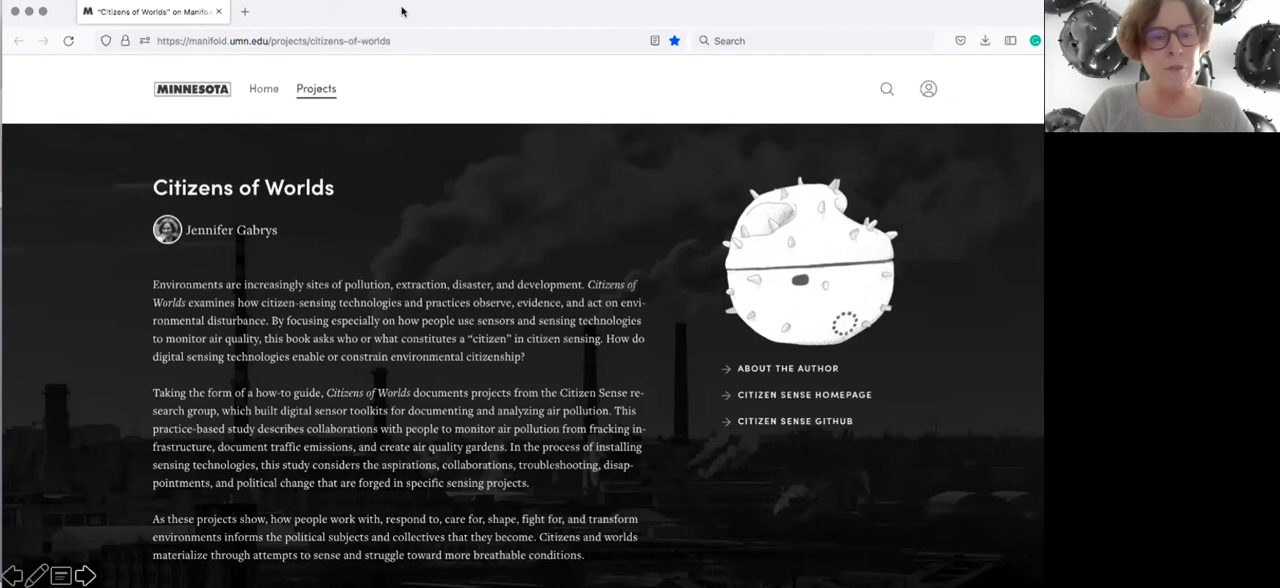 "Citizens of Worlds" on Manifo
https://manifold.umn.edu/projects/citizens-of-worlds
Search
MINNESOTA Home Projects
Citizens of Worlds
Jennifer Gabrys
Environments are increasingly sites of pollution, extraction, disaster, and development. Citizens of
Worlds examines how citizen-sensing technologies and practices observe, evidence, and act on envi-
ronmental disturbance. By focusing especially on how people use sensors and sensing technologies
to monitor air quality, this book asks who or what constitutes a “citizen” in citizen sensing. How do
digital sensing technologies enable or constrain environmental citizenship?
Taking the form of a how-to guide, Citizens of Worlds documents projects from the Citizen Sense re-
search group, which built digital sensor toolkits for documenting and analyzing air pollution. This
practice-based study describes collaborations with people to monitor air pollution from fracking in-
frastructure, document traffic emissions, and create air quality gardens. In the process of installing
sensing technologies, this study considers the aspirations, collaborations, troubleshooting, disap-
pointments, and political change that are forged in specific sensing projects.
As these projects show, how people work with, respond to, care for, shape, fight for, and transform
environments informs the political subjects and collectives that they become. Citizens and worlds
materialize through attempts to sense and struggle toward more breathable conditions.
ABOUT THE AUTHOR
CITIZEN SENSE HOMEPAGE
CITIZEN SENSE GITHUB